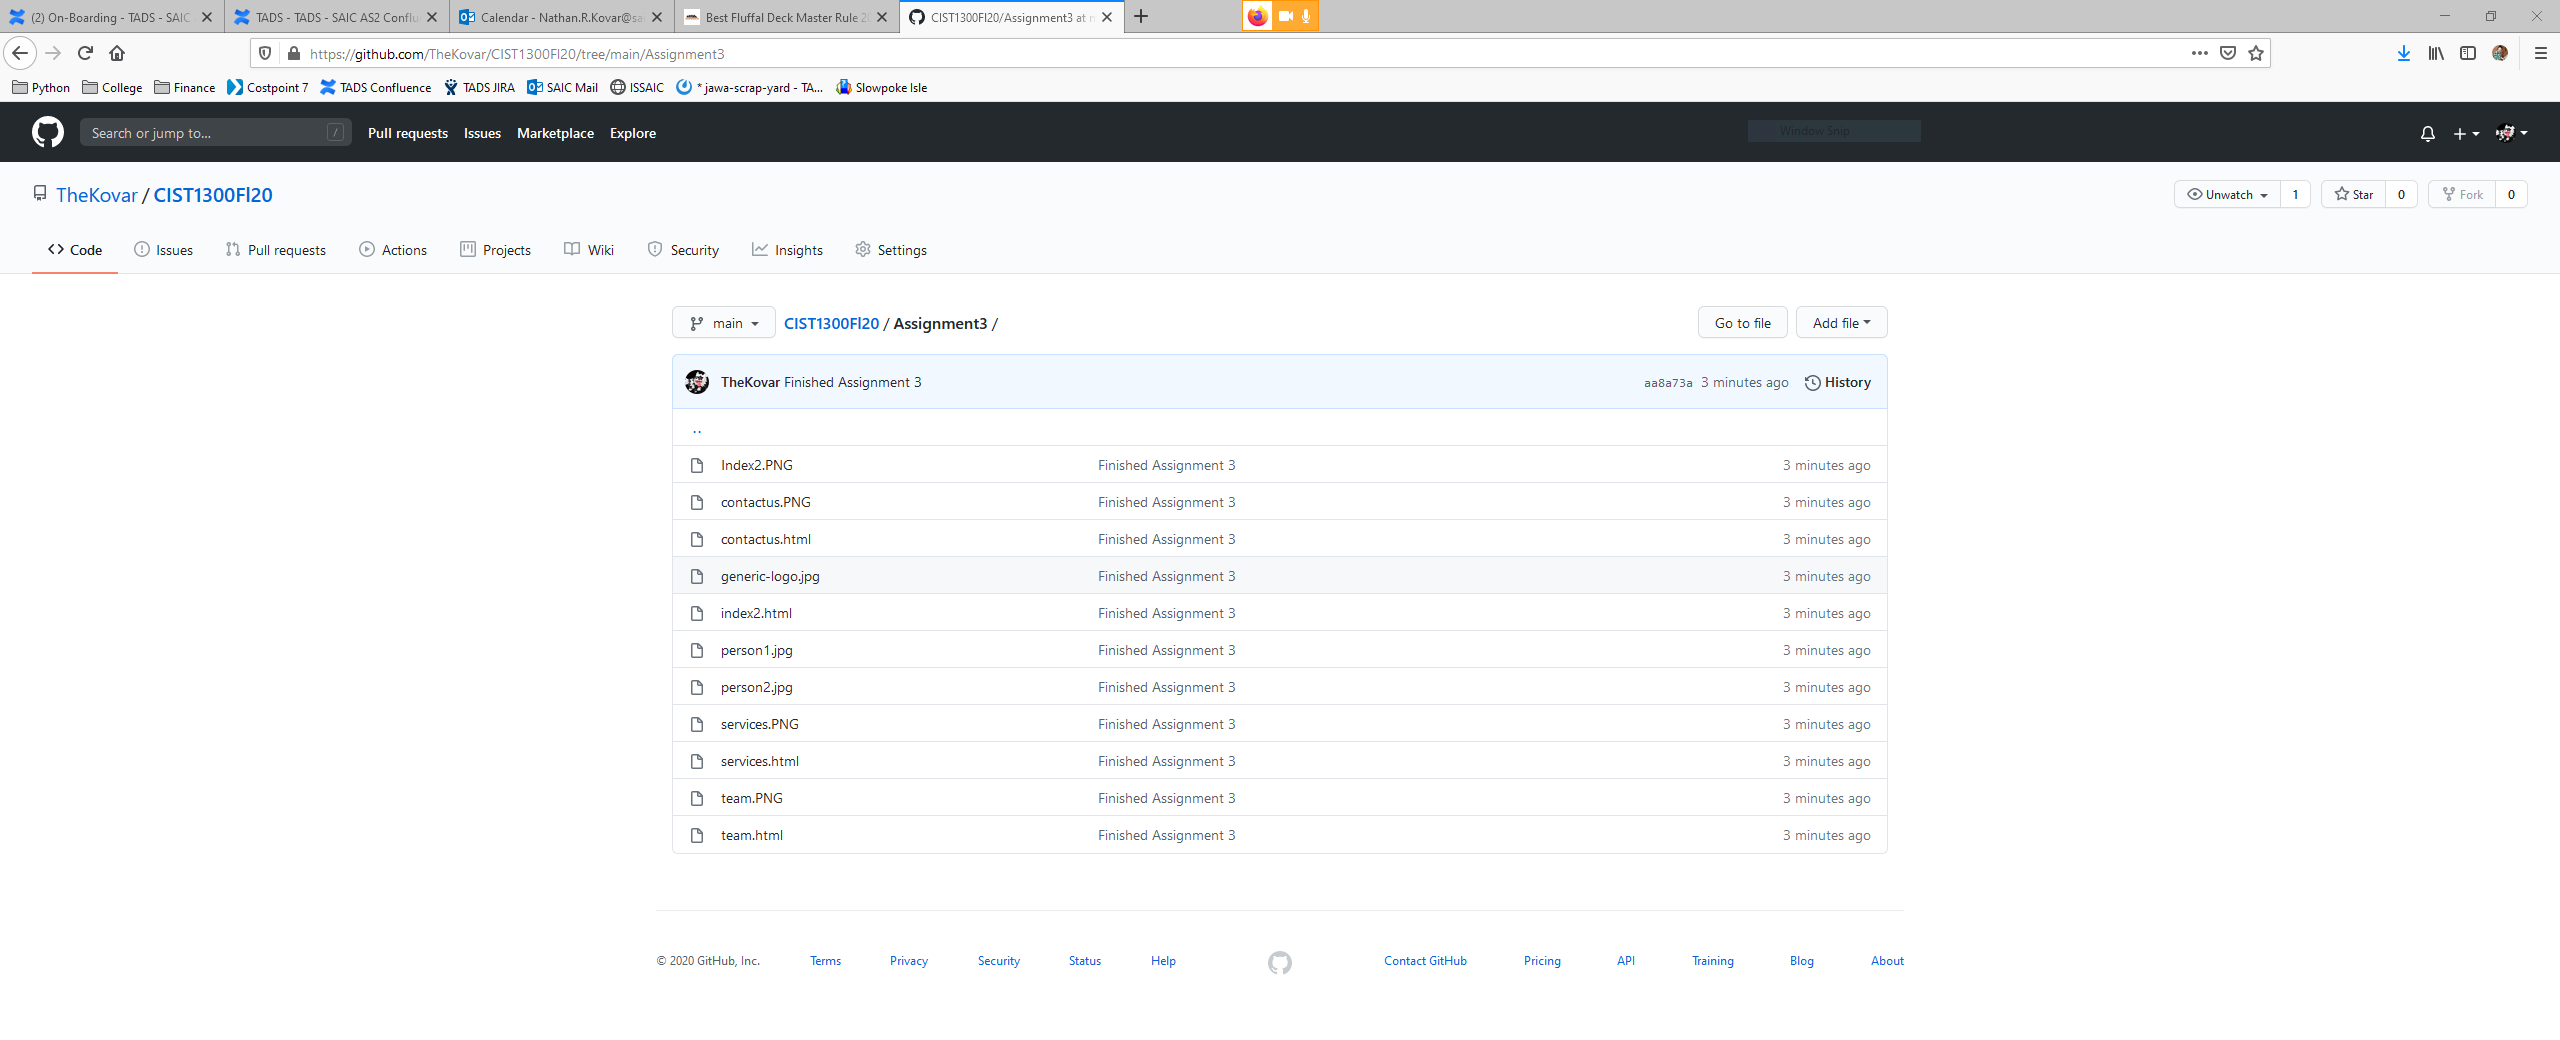 (2) On-Boarding - TADS - SAIC
TADS - TADS - SAIC AS2 Conflu
Calendar - Nathan.R.Kovar@sa
Best Fluffal Deck Master Rule 20
CIST1300Fl20/Assignment3 at m
https://github.com/TheKovar/CIST1300Fl20/tree/main/Assignment3
Python College Finance Costpoint 7 TADS Confluence TADS JIRA SAIC Mail ISSAIC * jawa-scrap-yard - TA... Slowpoke Isle
Search or jump to... / Pull requests Issues Marketplace Explore Window Snip
TheKovar / CIST1300Fl20 Unwatch 1 Star 0 Fork 0
Code Issues Pull requests Actions Projects Wiki Security Insights Settings
main CIST1300Fl20 / Assignment3 / Go to file Add file
TheKovar Finished Assignment 3 aa8a73a 3 minutes ago History
..
Index2.PNG Finished Assignment 3 3 minutes ago
contactus.PNG Finished Assignment 3 3 minutes ago
contactus.html Finished Assignment 3 3 minutes ago
generic-logo.jpg Finished Assignment 3 3 minutes ago
index2.html Finished Assignment 3 3 minutes ago
person1.jpg Finished Assignment 3 3 minutes ago
person2.jpg Finished Assignment 3 3 minutes ago
services.PNG Finished Assignment 3 3 minutes ago
services.html Finished Assignment 3 3 minutes ago
team.PNG Finished Assignment 3 3 minutes ago
team.html Finished Assignment 3 3 minutes ago
© 2020 GitHub, Inc. Terms Privacy Security Status Help Contact GitHub Pricing API Training Blog About